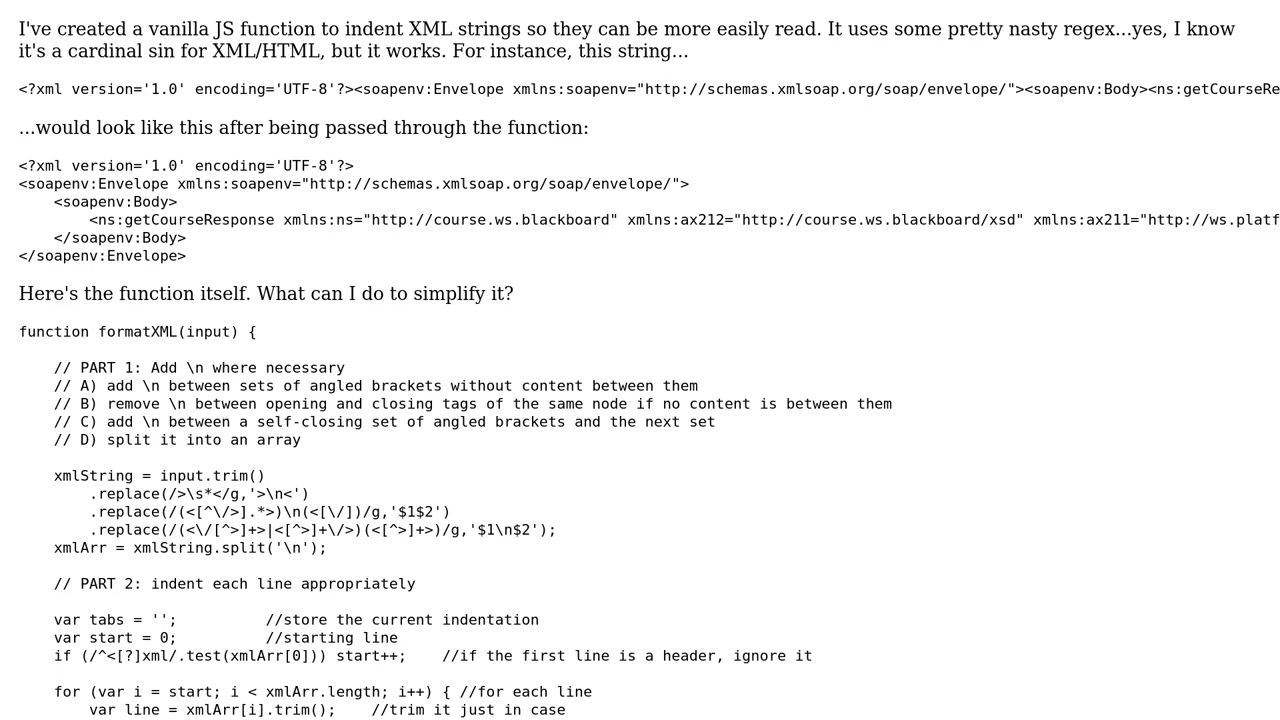 I've created a vanilla JS function to indent XML strings so they can be more easily read. It uses some pretty nasty regex...yes, I know
it's a cardinal sin for XML/HTML, but it works. For instance, this string...
<?xml version='1.0' encoding='UTF-8'?><soapenv:Envelope xmlns:soapenv="http://schemas.xmlsoap.org/soap/envelope/"><soapenv:Body><ns:getCourseRe
...would look like this after being passed through the function:
<?xml version='1.0' encoding='UTF-8'?>
<soapenv:Envelope xmlns:soapenv="http://schemas.xmlsoap.org/soap/envelope/">
    <soapenv:Body>
        <ns:getCourseResponse xmlns:ns="http://course.ws.blackboard" xmlns:ax212="http://course.ws.blackboard/xsd" xmlns:ax211="http://ws.platf
    </soapenv:Body>
</soapenv:Envelope>
Here's the function itself. What can I do to simplify it?
function formatXML(input) {
    // PART 1: Add \n where necessary
    // A) add \n between sets of angled brackets without content between them
    // B) remove \n between opening and closing tags of the same node if no content is between them
    // C) add \n between a self-closing set of angled brackets and the next set
    // D) split it into an array
    xmlString = input.trim()
        .replace(/>\s*</g,'>\n<')
        .replace(/(<[^\/>].*>)\n(<[\/])/g,'$1$2')
        .replace(/(<\/[^>]+>|<[^>]+\/>)(<[^>]+>)/g,'$1\n$2');
    xmlArr = xmlString.split('\n');
    // PART 2: indent each line appropriately
    var tabs = '';          //store the current indentation
    var start = 0;          //starting line
    if (/^<[?]xml/.test(xmlArr[0])) start++;    //if the first line is a header, ignore it
    for (var i = start; i < xmlArr.length; i++) { //for each line
        var line = xmlArr[i].trim();    //trim it just in case